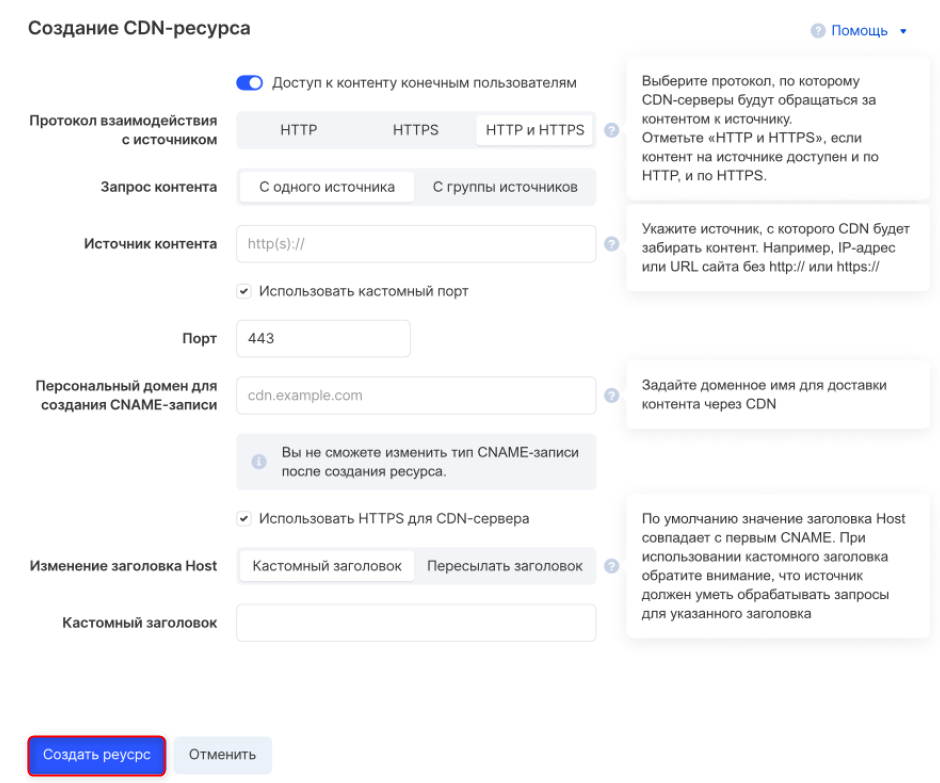 Создание CDN-ресурса
Помощь
Доступ к контенту конечным пользователям
Протокол взаимодействия
с источником
HTTP HTTPS HTTP и HTTPS
Выберите протокол, по которому
CDN-серверы будут обращаться за
контентом к источнику.
Отметьте «HTTP и HTTPS», если
контент на источнике доступен и по
HTTP, и по HTTPS.
Запрос контента
С одного источника С группы источников
Источник контента
http(s)://
Укажите источник, с которого CDN будет
забирать контент. Например, IP-адрес
или URL сайта без http:// или https://
Использовать кастомный порт
Порт
443
Персональный домен для
создания CNAME-записи
cdn.example.com
Задайте доменное имя для доставки
контента через CDN
Вы не сможете изменить тип CNAME-записи
после создания ресурса.
Использовать HTTPS для CDN-сервера
Изменение заголовка Host
Кастомный заголовок Пересылать заголовок
По умолчанию значение заголовка Host
совпадает с первым CNAME. При
использовании кастомного заголовка
обратите внимание, что источник
должен уметь обрабатывать запросы
для указанного заголовка
Кастомный заголовок
Создать реусрс Отменить